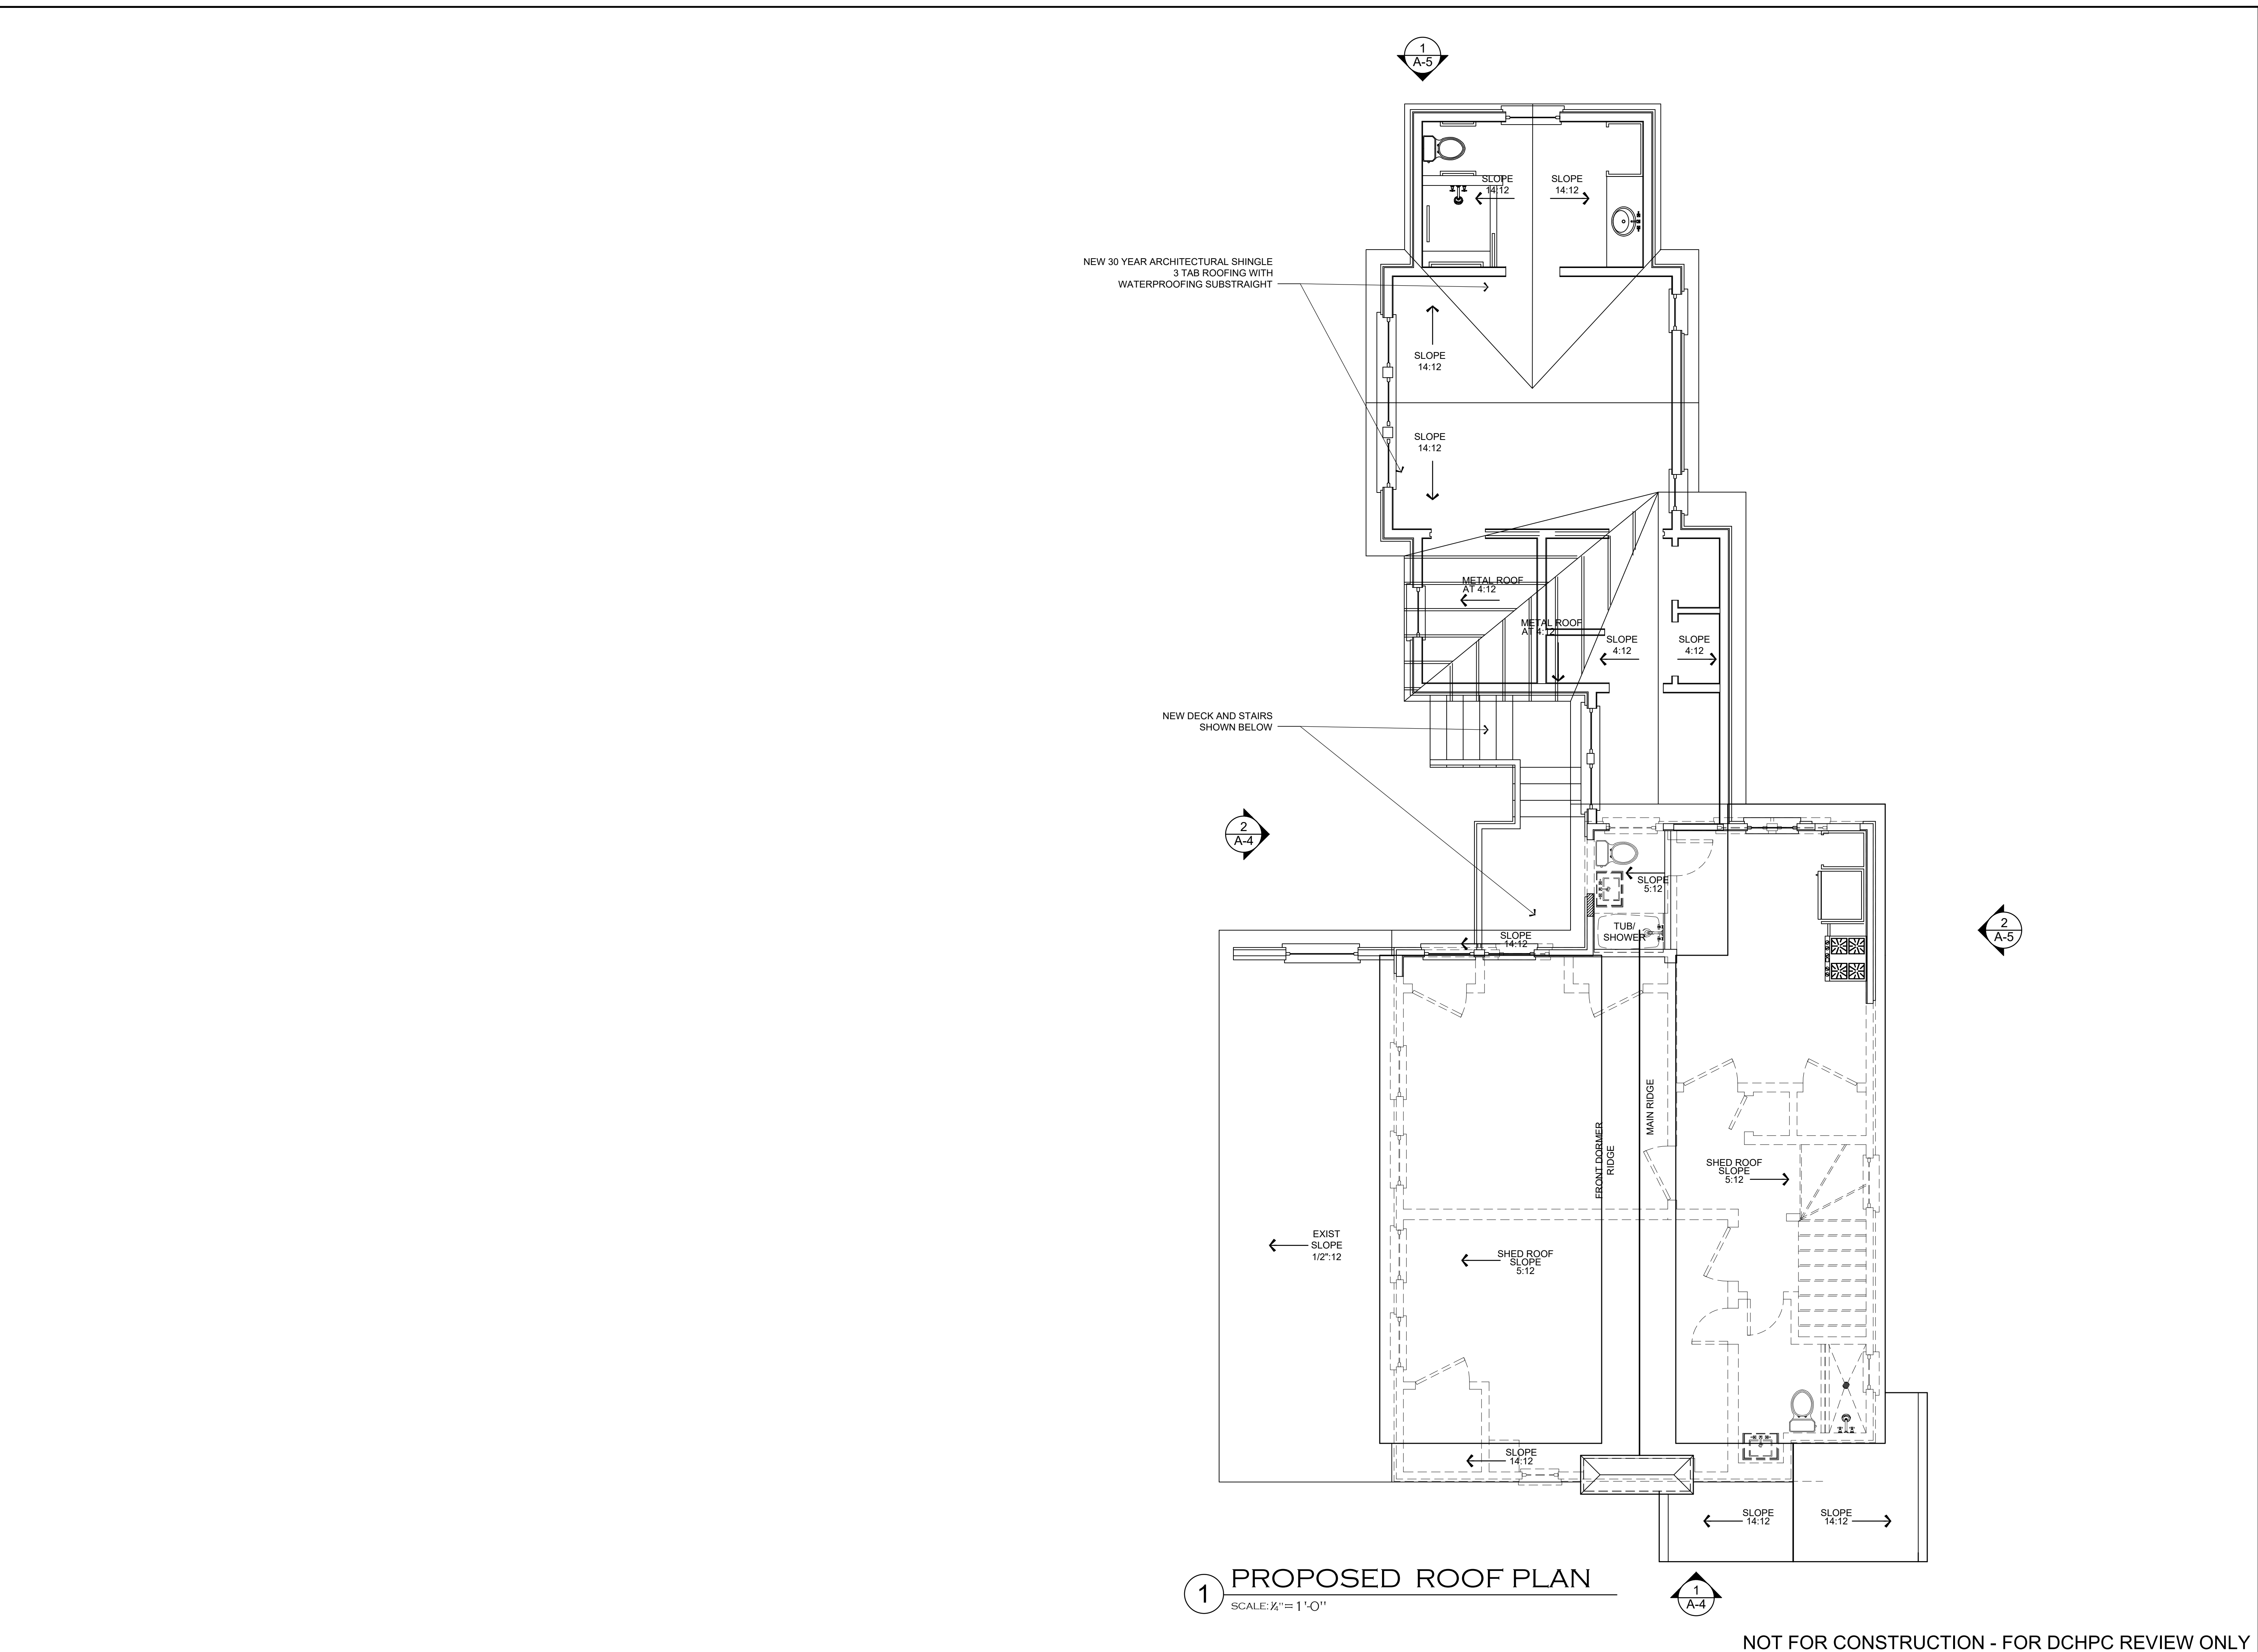 1
A-5
SLOPE
14:12
SLOPE
14:12
NEW 30 YEAR ARCHITECTURAL SHINGLE
3 TAB ROOFING WITH
WATERPROOFING SUBSTRAIGHT
SLOPE
14:12
SLOPE
14:12
METAL ROOF
AT 4:12
METAL ROOF
AT 4:12
SLOPE
4:12
SLOPE
4:12
NEW DECK AND STAIRS
SHOWN BELOW
2
A-4
SLOPE
5:12
TUB/
SHOWER
2
A-5
SLOPE
14:12
MAIN RIDGE
FRONT DORMER
RIDGE
SHED ROOF
SLOPE
5:12
EXIST
SLOPE
1/2":12
SHED ROOF
SLOPE
5:12
SLOPE
14:12
SLOPE
14:12
SLOPE
14:12
1
PROPOSED ROOF PLAN
SCALE: ¼"= 1'-0"
1
A-4
NOT FOR CONSTRUCTION - FOR DCHPC REVIEW ONLY